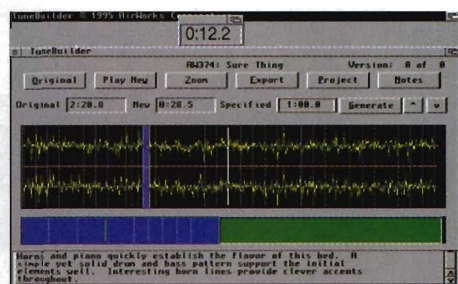 TuneBuilder © 1995 AirWorks
0:12.2
TuneBuilder
AW374: Sure Thing Version: 0 of 0
Original Play New Zoom Export Project Notes
Original 2:20.0 New 0:20.5 Specified 1:00.0 Generate ^ v
Horns and piano quickly establish the flavor of this bed. A
simple yet solid drum and bass pattern support the initial
elements well. Interesting horn lines provide clever accents
throughout.